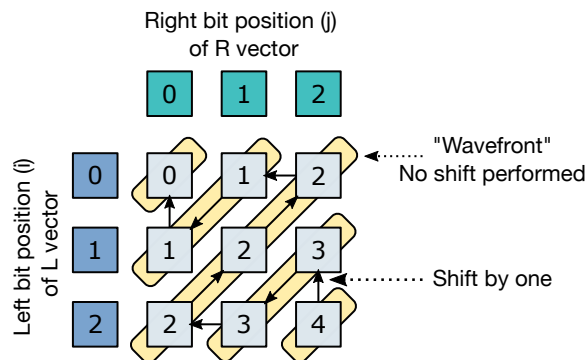 Right bit position (j)
of R vector
0 1 2
Left bit position (i)
of L vector
0 0 1 2
1 1 2 3
2 2 3 4
"Wavefront"
No shift performed
Shift by one